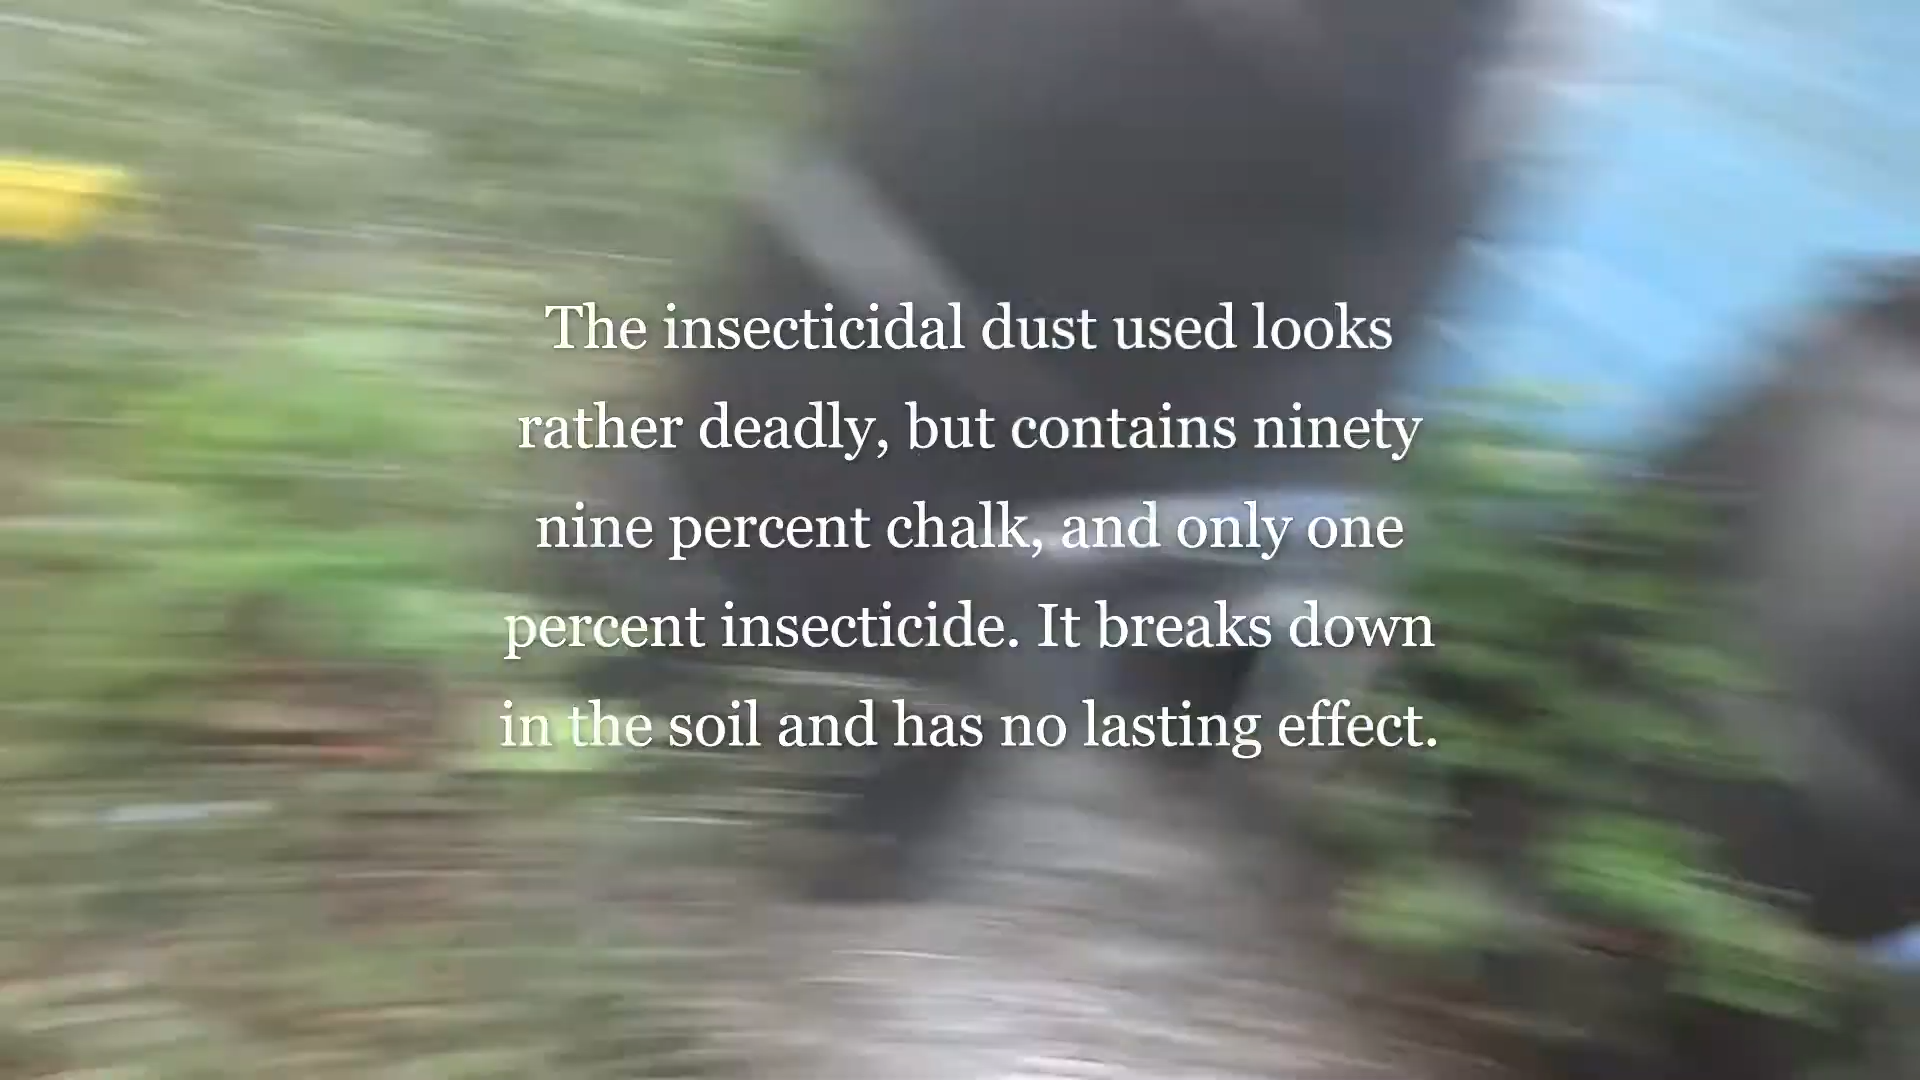 The insecticidal dust used looks
rather deadly, but contains ninety
nine percent chalk, and only one
percent insecticide. It breaks down
in the soil and has no lasting effect.